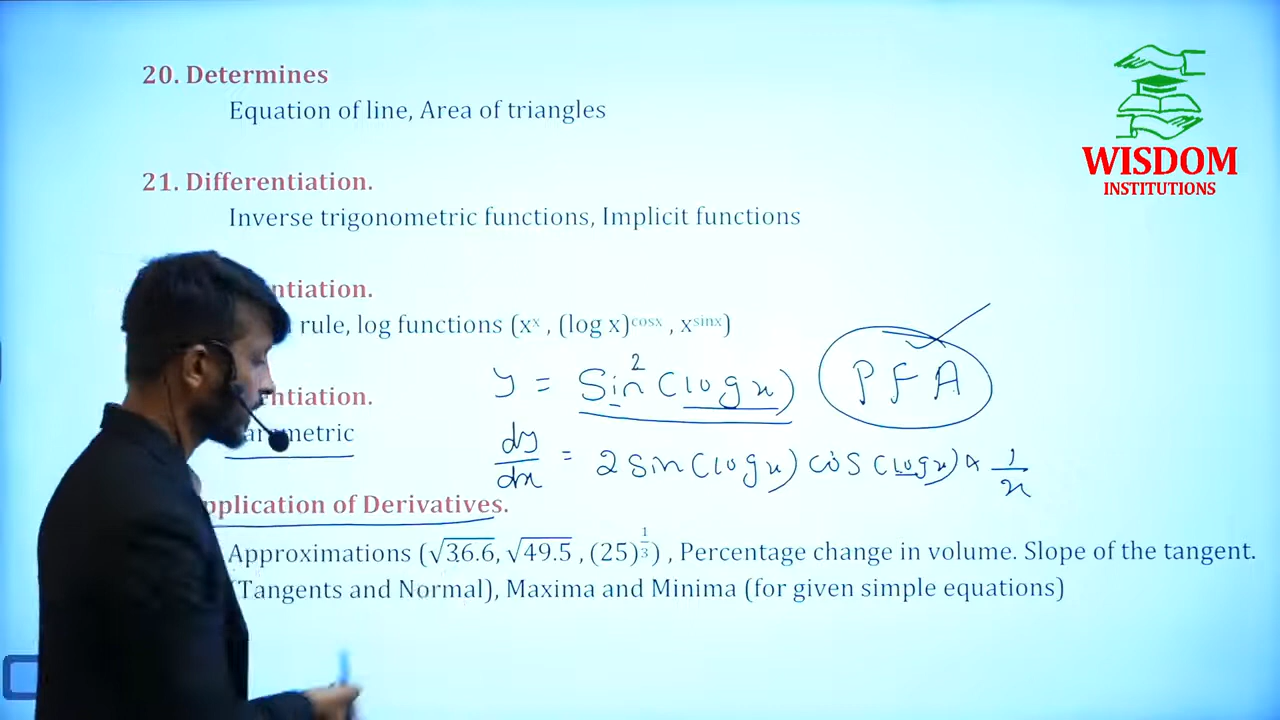 20. Determines
Equation of line, Area of triangles
WISDOM
INSTITUTIONS
21. Differentiation.
Inverse trigonometric functions, Implicit functions
ntiation.
rule, log functions (xˣ , (log x)ᶜᵒˢˣ , xˢⁱⁿˣ)
y = Sin²(log x) PFA
ntiation.
arametric
dy/dx = 2 sin(log x) cos(log x) × 1/x
pplication of Derivatives.
Approximations (√36.6, √49.5 , (25)^1/3) , Percentage change in volume. Slope of the tangent.
(Tangents and Normal), Maxima and Minima (for given simple equations)